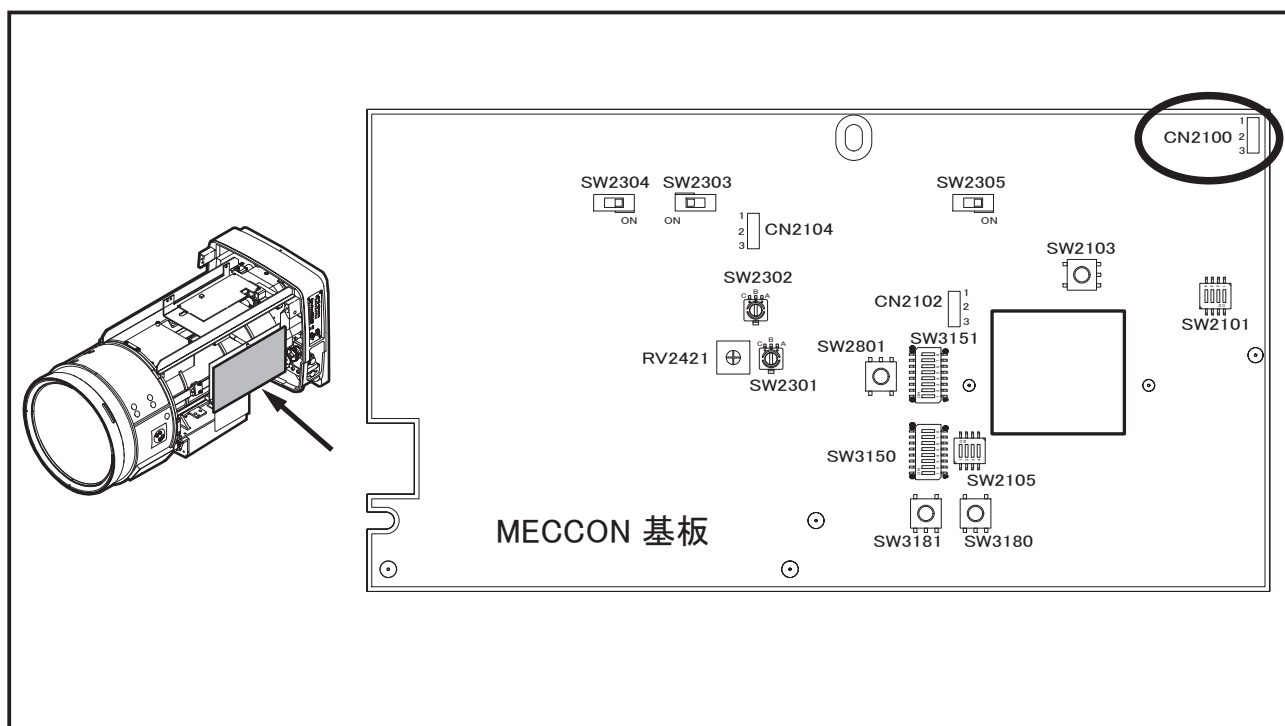 CN2100
1
2
3
SW2304
SW2303
SW2305
ON
ON
ON
1
2
3
CN2104
SW2103
SW2302
C B A
CN2102
1
2
3
SW2101
SW2801
SW3151
RV2421
C B A
SW2301
SW3150
SW2105
MECCON 基板
SW3181
SW3180